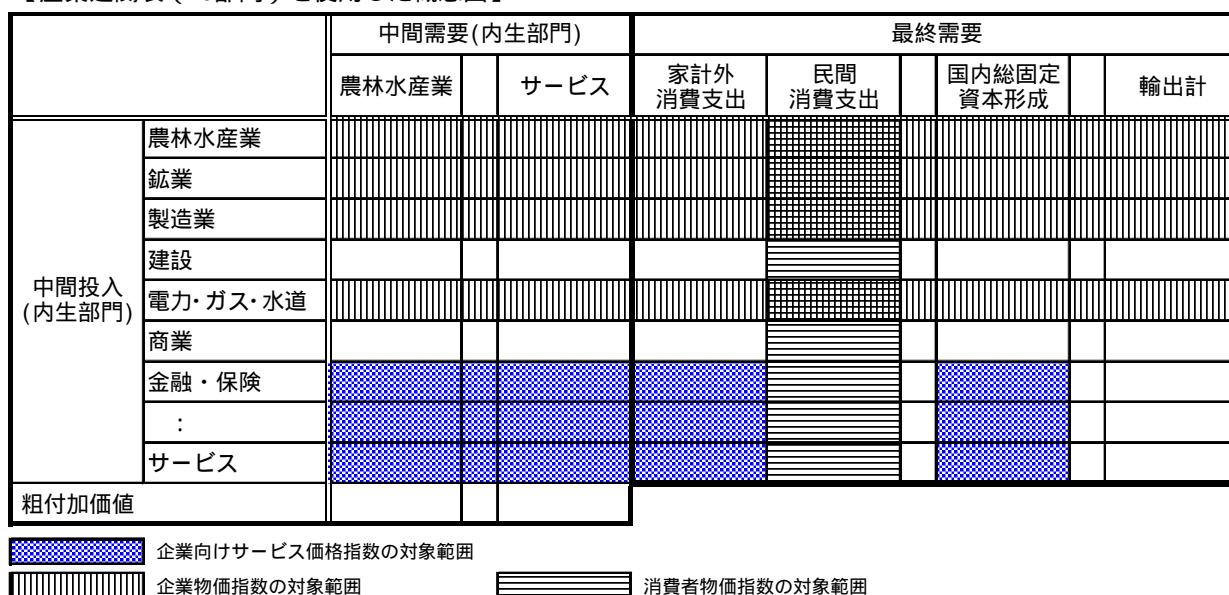 中間需要(内生部門) 最終需要
農林水産業 サービス 家計外消費支出 民間消費支出 国内総固定資本形成 輸出計
中間投入(内生部門)
農林水産業
鉱業
製造業
建設
電力・ガス・水道
商業
金融・保険
:
サービス
粗付加価値
企業向けサービス価格指数の対象範囲
企業物価指数の対象範囲 消費者物価指数の対象範囲